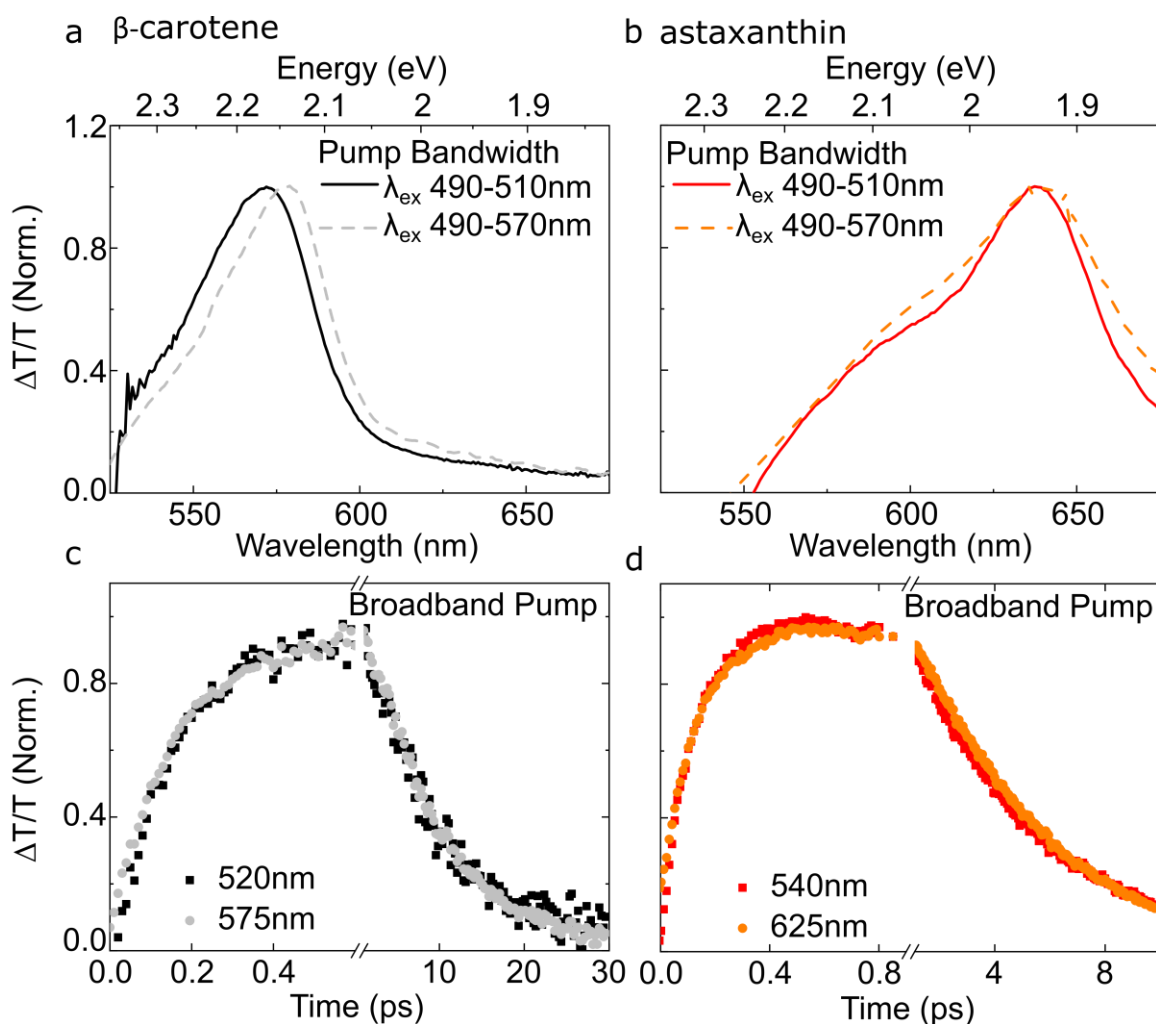 a β-carotene
Energy (eV)
2.3 2.2 2.1 2 1.9
Pump Bandwidth
λex 490-510nm
λex 490-570nm
1.2
1.0
0.8
0.4
0.0
ΔT/T (Norm.)
550 600 650
Wavelength (nm)
b astaxanthin
Energy (eV)
2.3 2.2 2.1 2 1.9
Pump Bandwidth
λex 490-510nm
λex 490-570nm
550 600 650
Wavelength (nm)
c
Broadband Pump
0.8
0.4
0.0
ΔT/T (Norm.)
520nm
575nm
0.0 0.2 0.4 10 20 30
Time (ps)
d
Broadband Pump
540nm
625nm
0.0 0.4 0.8 4 8
Time (ps)